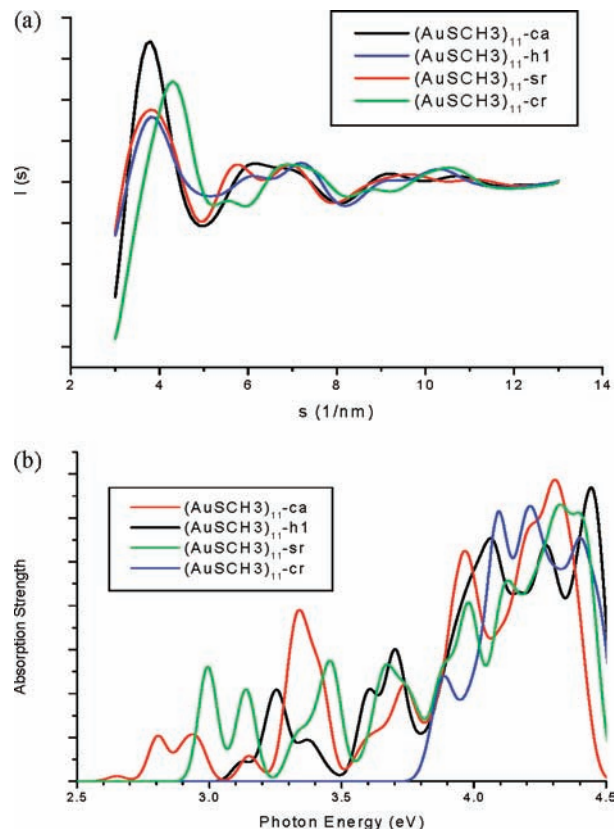 (a)
(AuSCH3)11-ca
(AuSCH3)11-h1
(AuSCH3)11-sr
(AuSCH3)11-cr
I (s)
2 4 6 8 10 12 14
s (1/nm)
(b)
(AuSCH3)11-ca
(AuSCH3)11-h1
(AuSCH3)11-sr
(AuSCH3)11-cr
Absorption Strength
2.5 3.0 3.5 4.0 4.5
Photon Energy (eV)